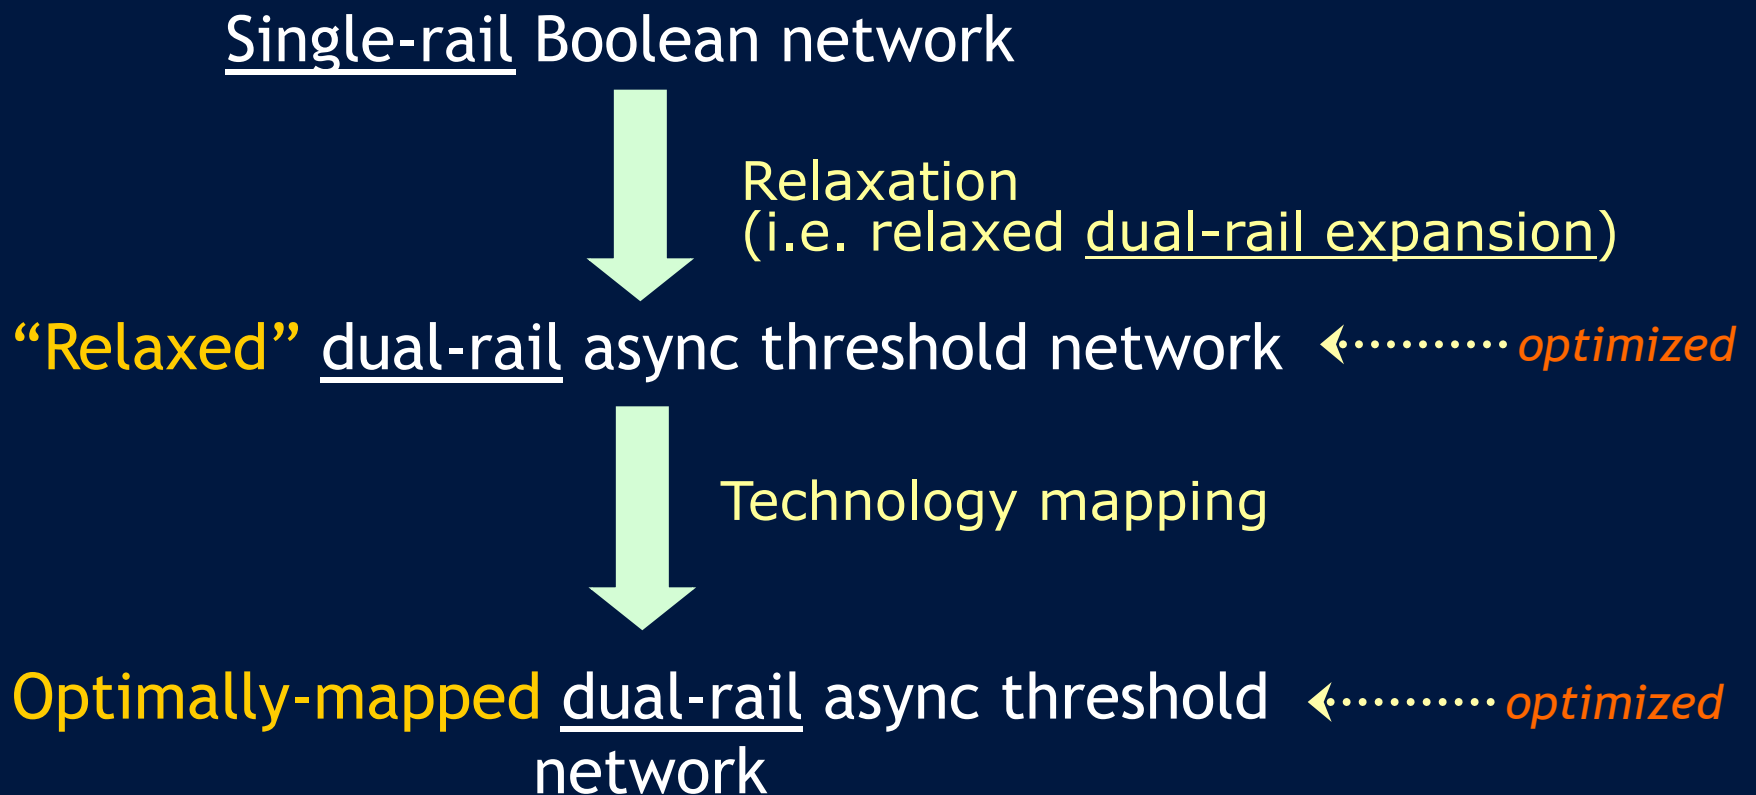 Single-rail Boolean network
Relaxation
(i.e. relaxed dual-rail expansion)
“Relaxed” dual-rail async threshold network
optimized
Technology mapping
Optimally-mapped dual-rail async threshold
optimized
network